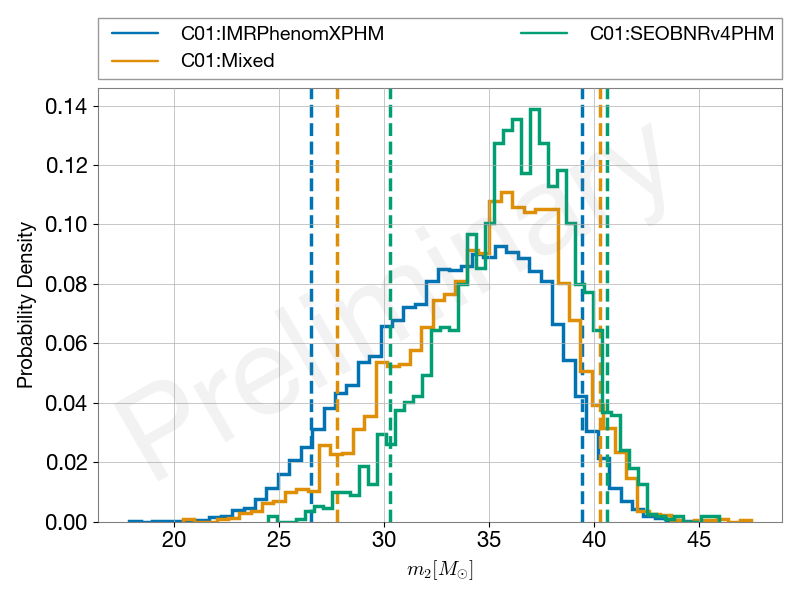 C01:IMRPhenomXPHM C01:SEOBNRv4PHM
C01:Mixed
Preliminary
Probability Density
0.14
0.12
0.10
0.08
0.06
0.04
0.02
0.00
20 25 30 35 40 45
m₂[M⊙]